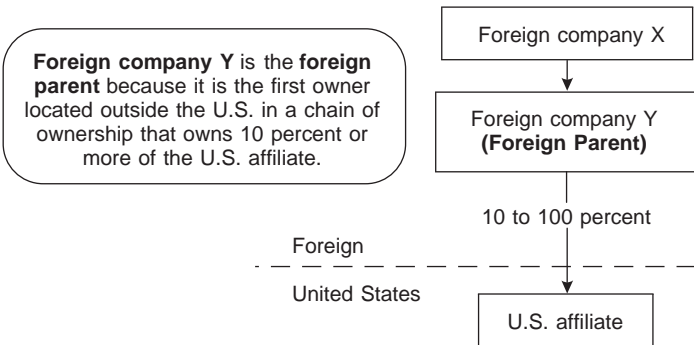 Foreign company Y is the foreign
parent because it is the first owner
located outside the U.S. in a chain of
ownership that owns 10 percent or
more of the U.S. affiliate.
Foreign company X
Foreign company Y
(Foreign Parent)
10 to 100 percent
Foreign
United States
U.S. affiliate